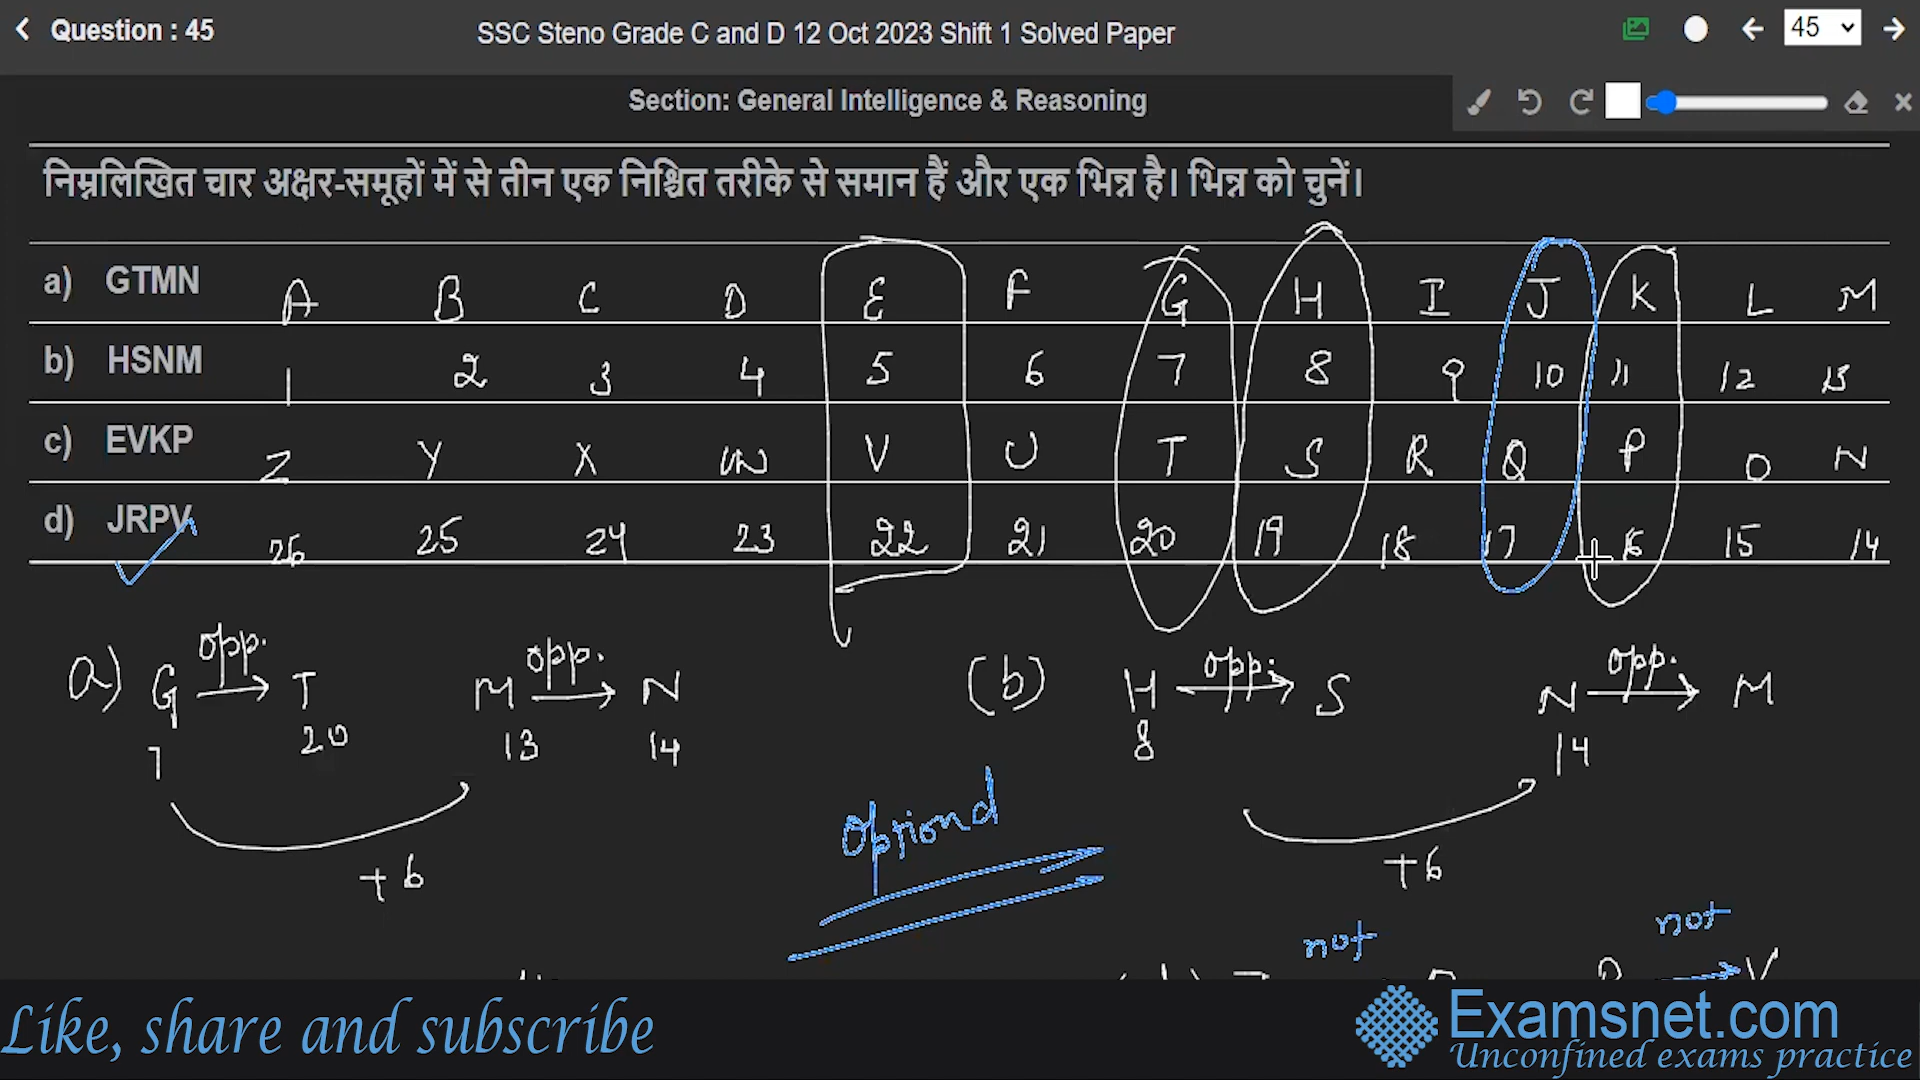 Question : 45
SSC Steno Grade C and D 12 Oct 2023 Shift 1 Solved Paper
45
Section: General Intelligence & Reasoning
निम्नलिखित चार अक्षर-समूहों में से तीन एक निश्चित तरीके से समान हैं और एक भिन्न है। भिन्न को चुनें।
a) GTMN A B C D E F G H I J K L M
b) HSNM 1 2 3 4 5 6 7 8 9 10 11 12 13
c) EVKP Z Y X W V U T S R Q P O N
d) JRPV 26 25 24 23 22 21 20 19 18 17 16 15 14
a) G opp. T M opp. N (b) H opp. S N opp. M
7 20 13 14 8 14
+6 +6
Option d
not not
V
Like, share and subscribe
Examsnet.com
Unconfined exams practice